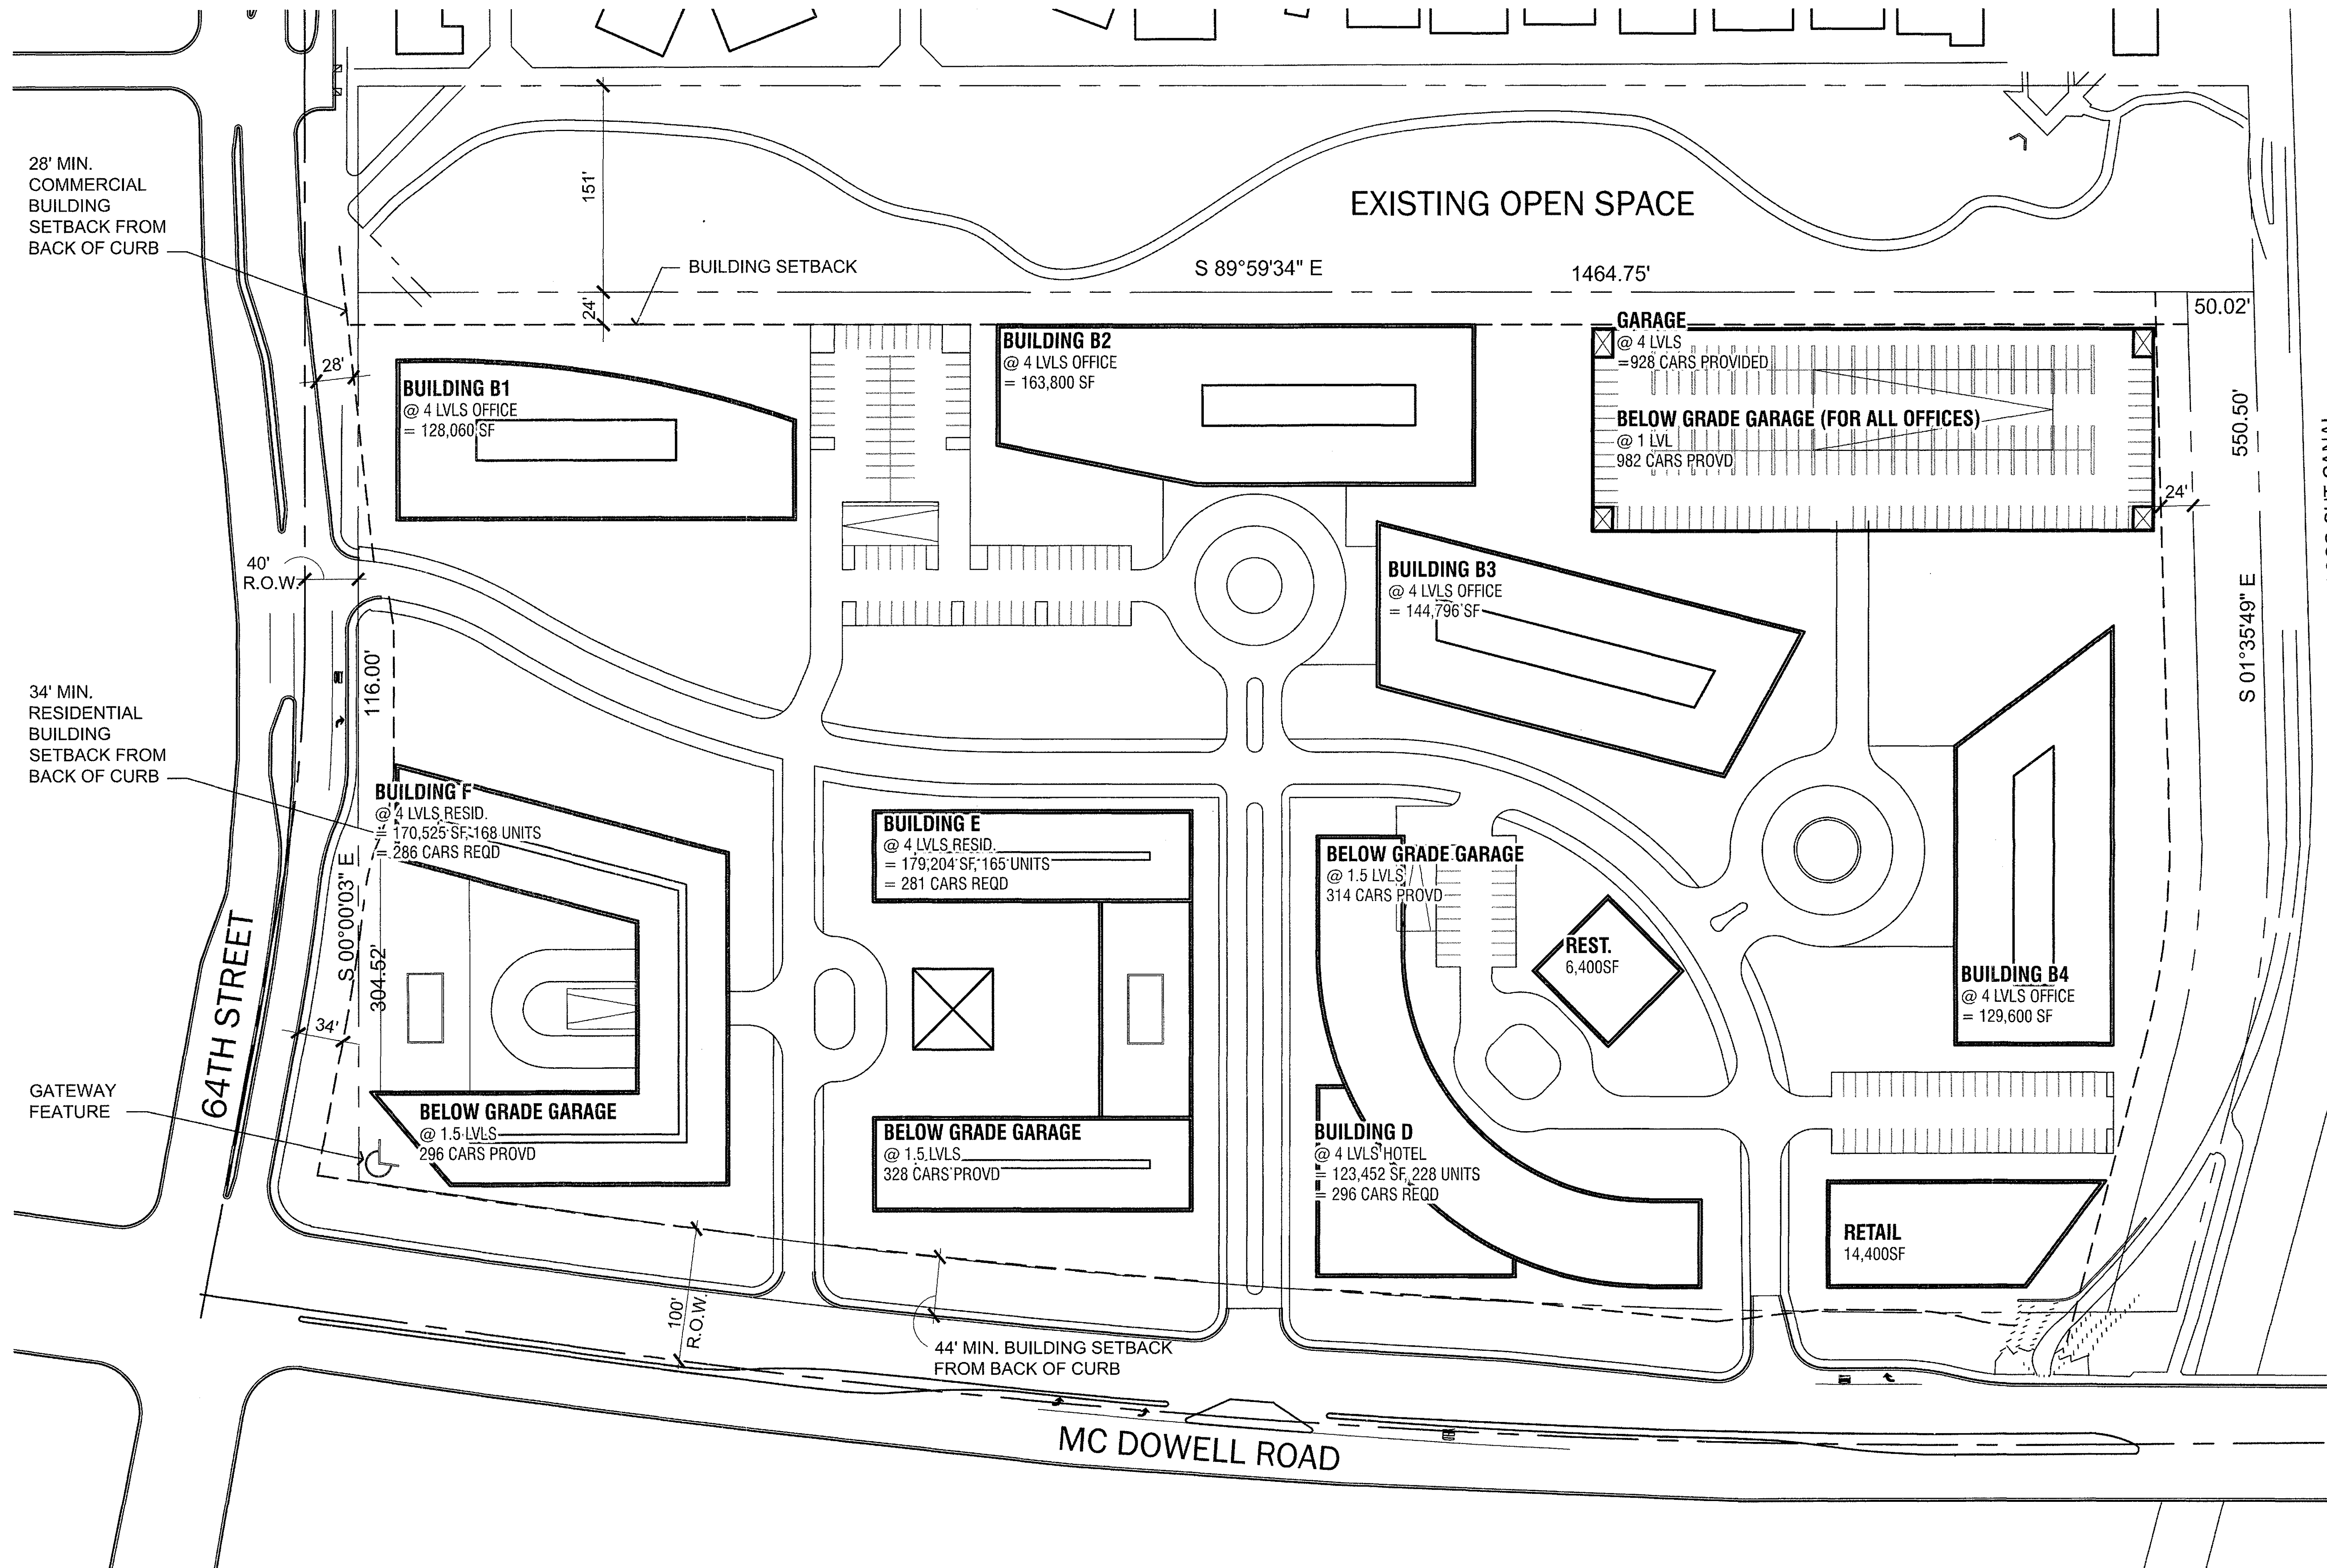 28' MIN.
COMMERCIAL
BUILDING
SETBACK FROM
BACK OF CURB
151'
EXISTING OPEN SPACE
BUILDING SETBACK
S 89°59'34" E
1464.75'
24'
50.02'
28'
BUILDING B1
@ 4 LVLS OFFICE
= 128,060 SF
BUILDING B2
@ 4 LVLS OFFICE
= 163,800 SF
GARAGE
@ 4 LVLS
=928 CARS PROVIDED
BELOW GRADE GARAGE (FOR ALL OFFICES)
@ 1 LVL
982 CARS PROVD
550.50'
24'
S 01°35'49" E
40'
R.O.W.
BUILDING B3
@ 4 LVLS OFFICE
= 144,796 SF
116.00'
34' MIN.
RESIDENTIAL
BUILDING
SETBACK FROM
BACK OF CURB
BUILDING F
@ 4 LVLS RESID.
= 170,525 SF, 168 UNITS
= 286 CARS REQD
BUILDING E
@ 4 LVLS RESID.
= 179,204 SF, 165 UNITS
= 281 CARS REQD
BELOW GRADE GARAGE
@ 1.5 LVLS
314 CARS PROVD
REST.
6,400SF
BUILDING B4
@ 4 LVLS OFFICE
= 129,600 SF
S 00°00'03" E
304.52'
34'
64TH STREET
GATEWAY
FEATURE
BELOW GRADE GARAGE
@ 1.5 LVLS
296 CARS PROVD
BELOW GRADE GARAGE
@ 1.5 LVLS
328 CARS PROVD
BUILDING D
@ 4 LVLS HOTEL
= 123,452 SF, 228 UNITS
= 296 CARS REQD
RETAIL
14,400SF
100'
R.O.W.
44' MIN. BUILDING SETBACK
FROM BACK OF CURB
MC DOWELL ROAD